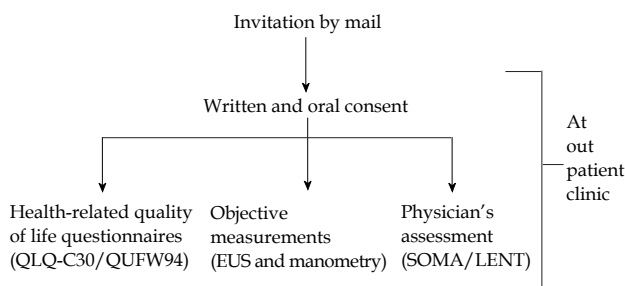 Invitation by mail
Written and oral consent
At
out
patient
clinic
Health-related quality
of life questionnaires
(QLQ-C30/QUFW94)
Objective
measurements
(EUS and manometry)
Physician's
assessment
(SOMA/LENT)